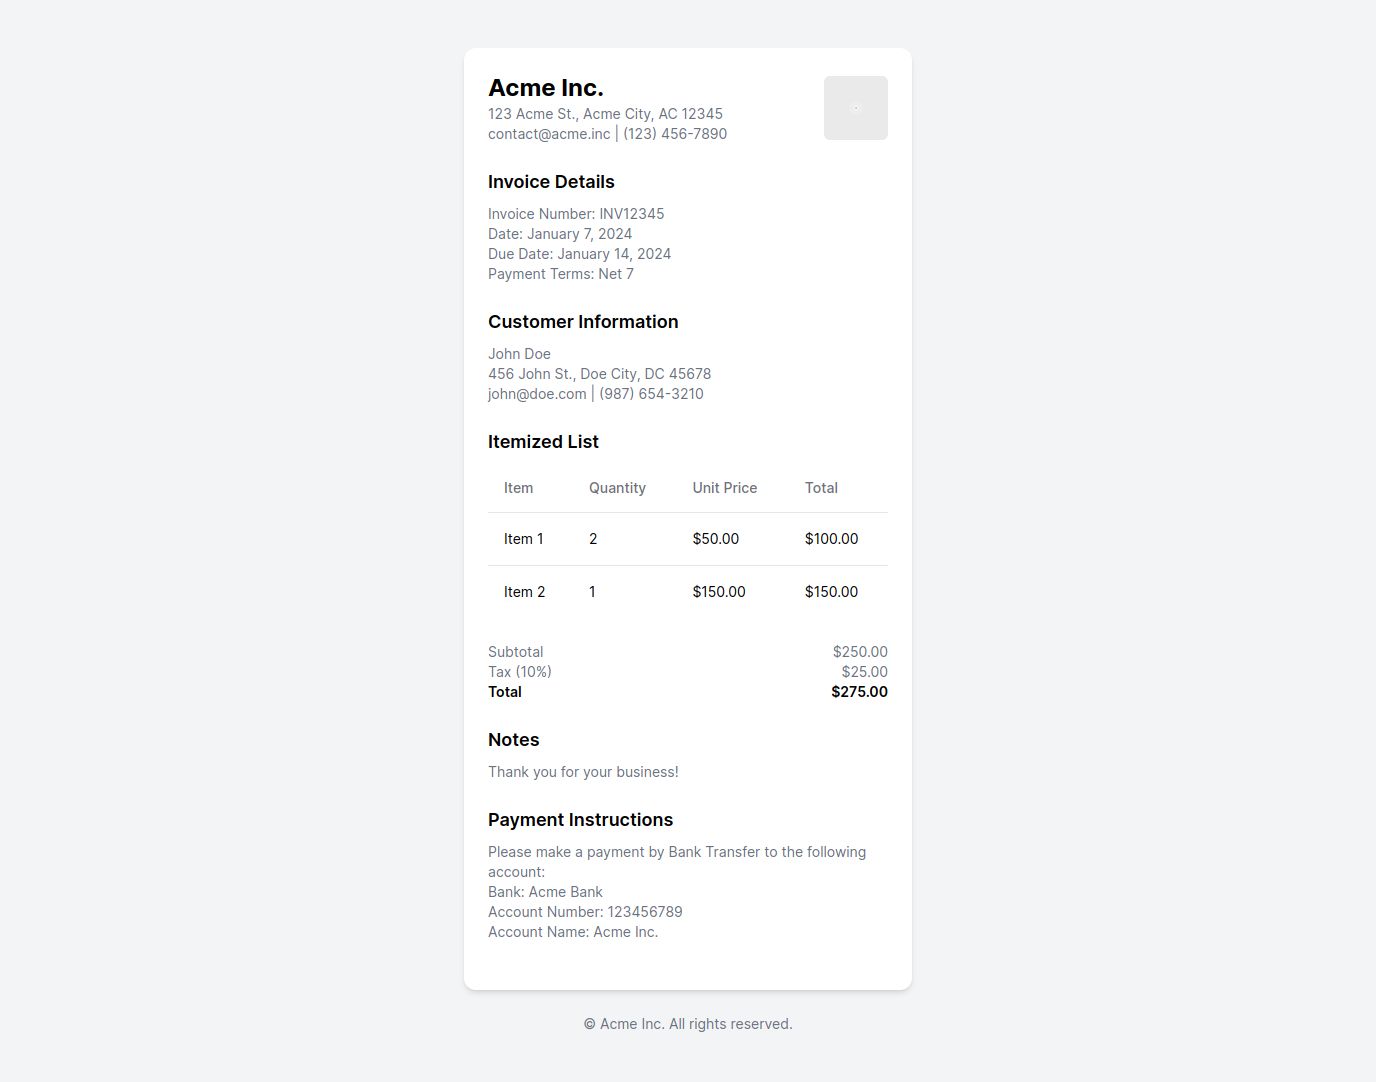 Acme Inc.
123 Acme St., Acme City, AC 12345
contact@acme.inc | (123) 456-7890
Invoice Details
Invoice Number: INV12345
Date: January 7, 2024
Due Date: January 14, 2024
Payment Terms: Net 7
Customer Information
John Doe
456 John St., Doe City, DC 45678
john@doe.com | (987) 654-3210
Itemized List
Item Quantity Unit Price Total
Item 1 2 $50.00 $100.00
Item 2 1 $150.00 $150.00
Subtotal $250.00
Tax (10%) $25.00
Total $275.00
Notes
Thank you for your business!
Payment Instructions
Please make a payment by Bank Transfer to the following
account:
Bank: Acme Bank
Account Number: 123456789
Account Name: Acme Inc.
© Acme Inc. All rights reserved.